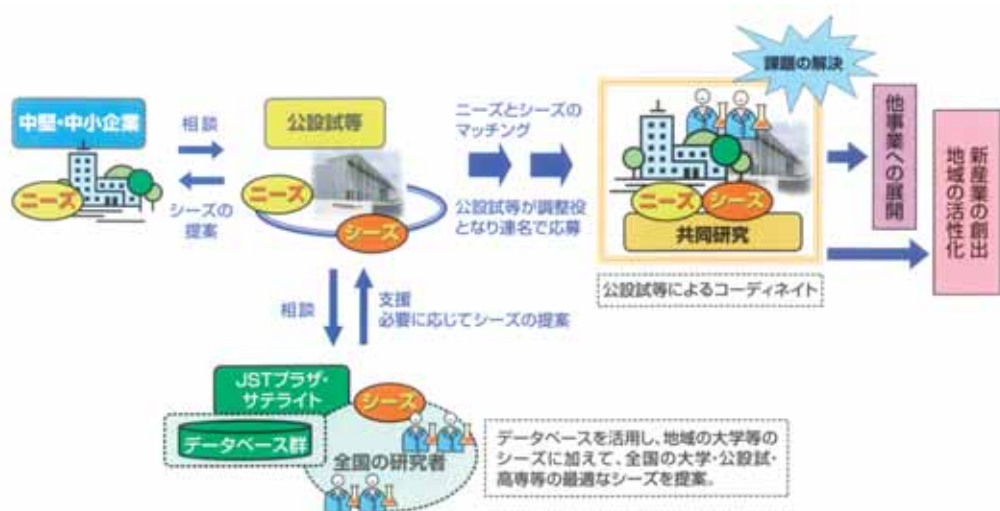 課題の解決
中堅・中小企業
相談
シーズの
提案
ニーズ
公設試等
ニーズ
シーズ
ニーズとシーズの
マッチング
公設試等が調整役
となり連名で応募
ニーズ
シーズ
共同研究
公設試等によるコーディネイト
他事業への展開
新産業の創出
地域の活性化
相談
支援
必要に応じてシーズの提案
JSTプラザ・
サテライト
シーズ
データベース群
全国の研究者
データベースを活用し、地域の大学等の
シーズに加えて、全国の大学・公設試・
高専等の最適なシーズを提案。